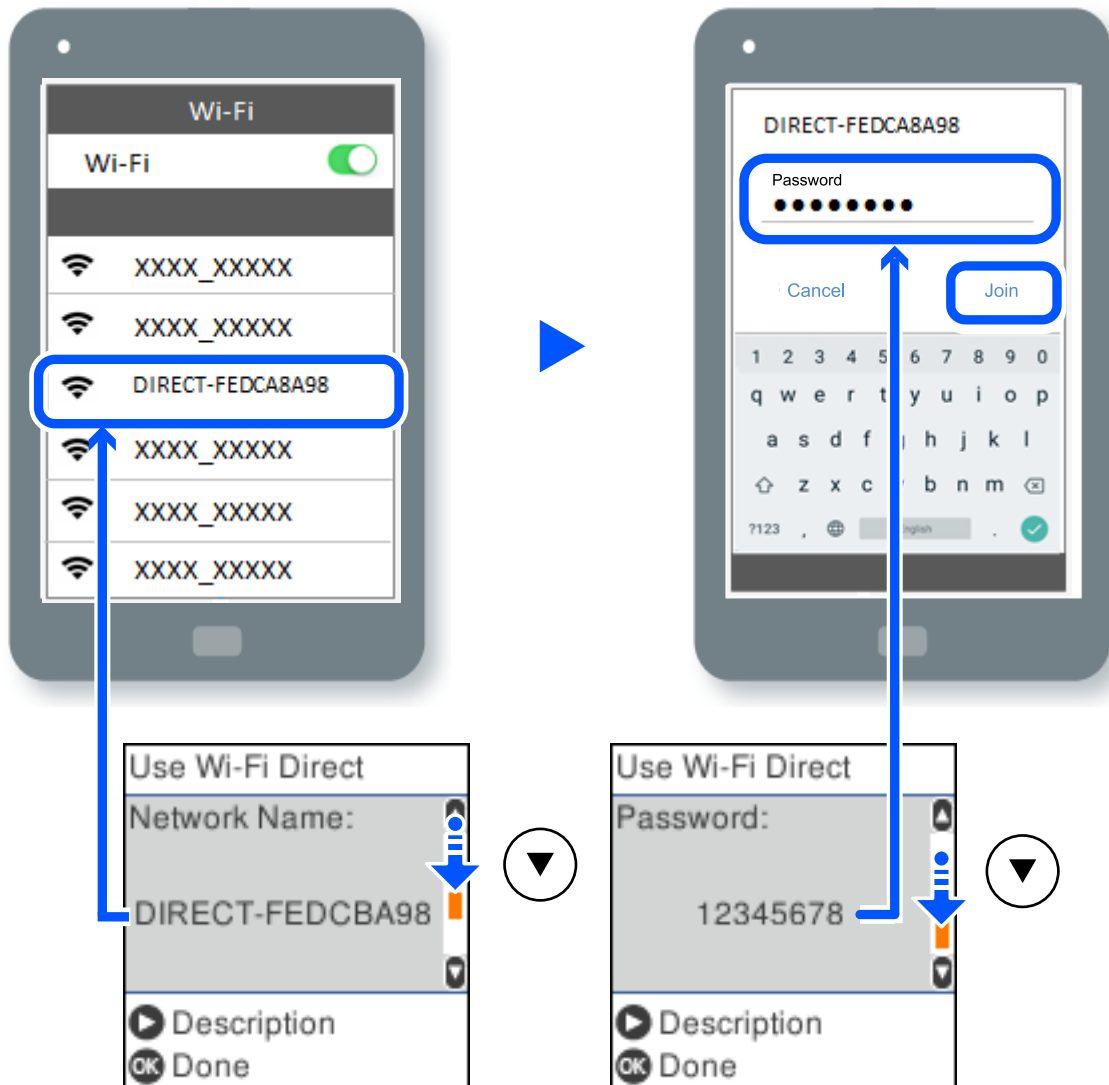 Wi-Fi
Wi-Fi
XXXX_XXXXX
XXXX_XXXXX
DIRECT-FEDCA8A98
XXXX_XXXXX
XXXX_XXXXX
XXXX_XXXXX
DIRECT-FEDCA8A98
Password
●●●●●●●●
Cancel Join
1 2 3 4 5 6 7 8 9 0
q w e r t y u i o p
a s d f h j k l
z x c b n m
?123 , .
Use Wi-Fi Direct
Network Name:
DIRECT-FEDCBA98
Description
OK Done
Use Wi-Fi Direct
Password:
12345678
Description
OK Done